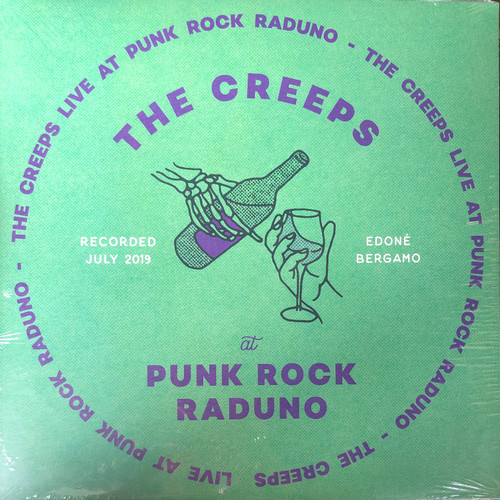 THE CREEPS LIVE AT PUNK ROCK RADUNO - THE CREEPS LIVE AT PUNK ROCK RADUNO - THE CREEPS LIVE AT PUNK ROCK RADUNO -
THE CREEPS
RECORDED
JULY 2019
EDONÈ
BERGAMO
at
PUNK ROCK
RADUNO